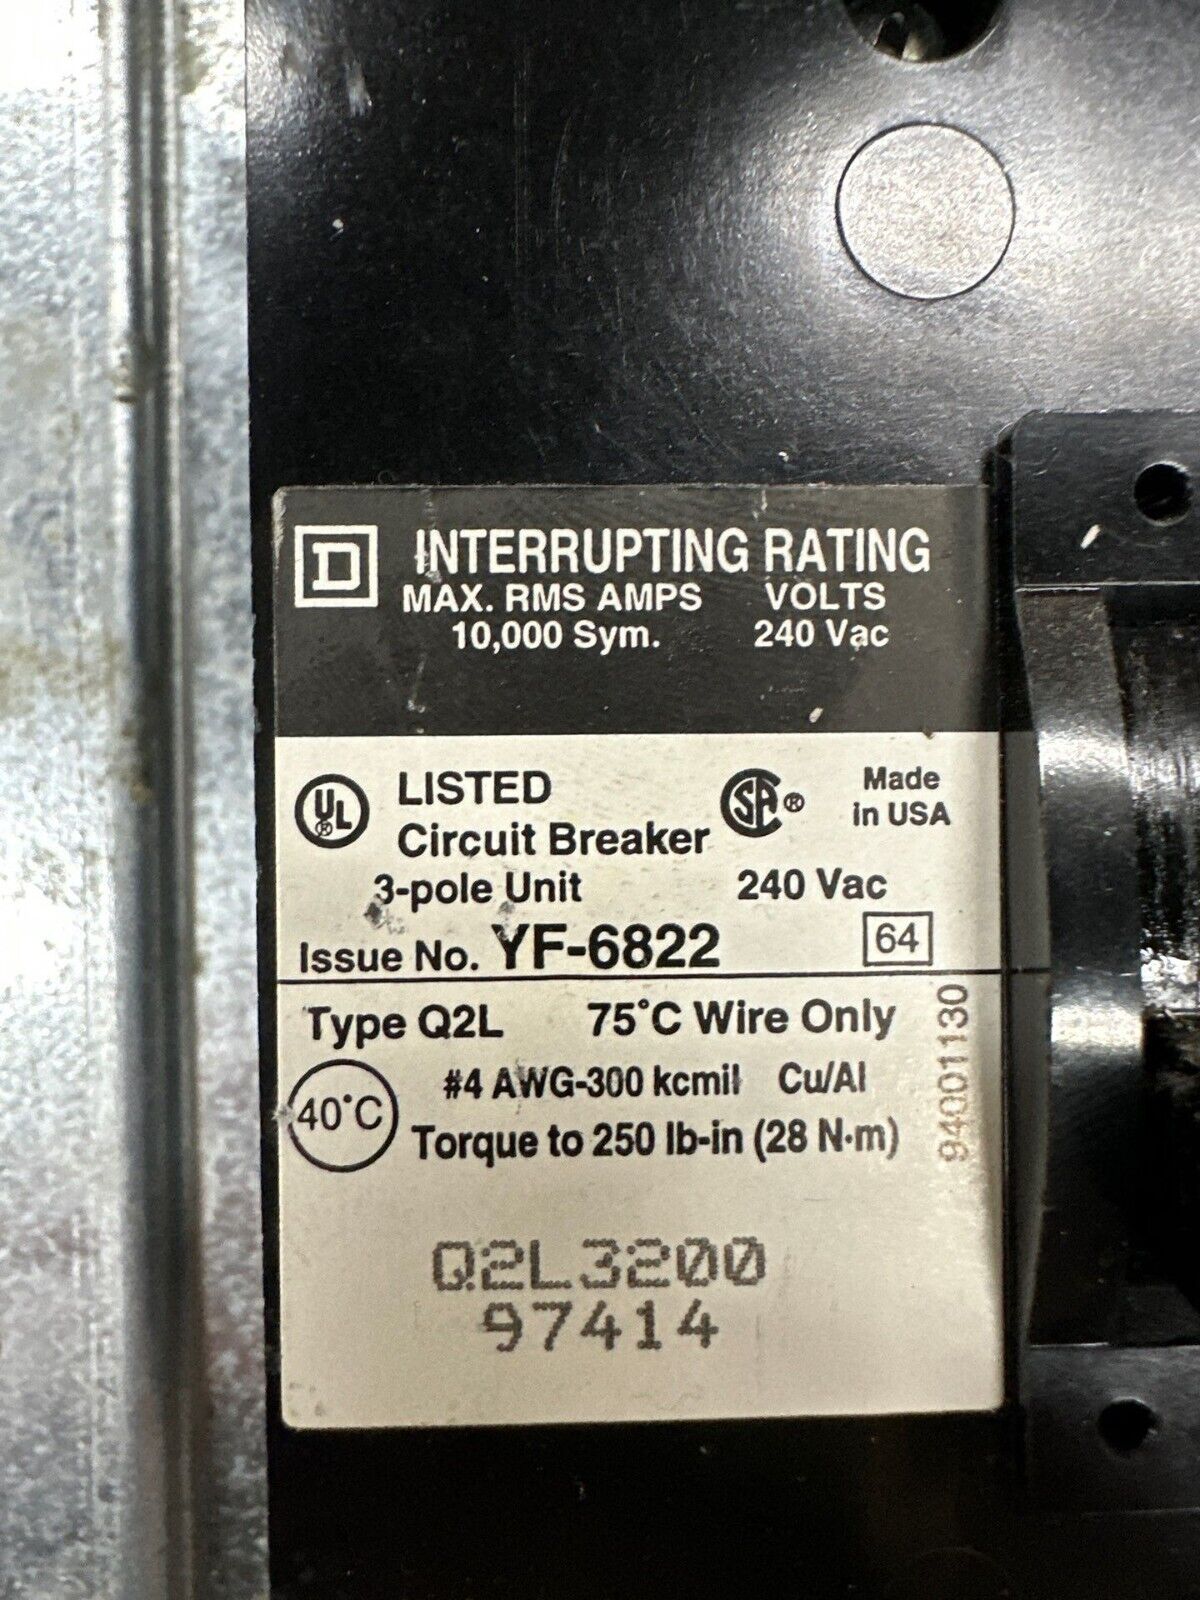 D INTERRUPTING RATING
MAX. RMS AMPS VOLTS
10,000 Sym. 240 Vac
UL® LISTED SA® Made
Circuit Breaker in USA
3-pole Unit 240 Vac
Issue No. YF-6822 64
Type Q2L 75°C Wire Only
#4 AWG-300 kcmil Cu/Al
40°C Torque to 250 lb-in (28 N·m)
94001130
Q2L3200
97414